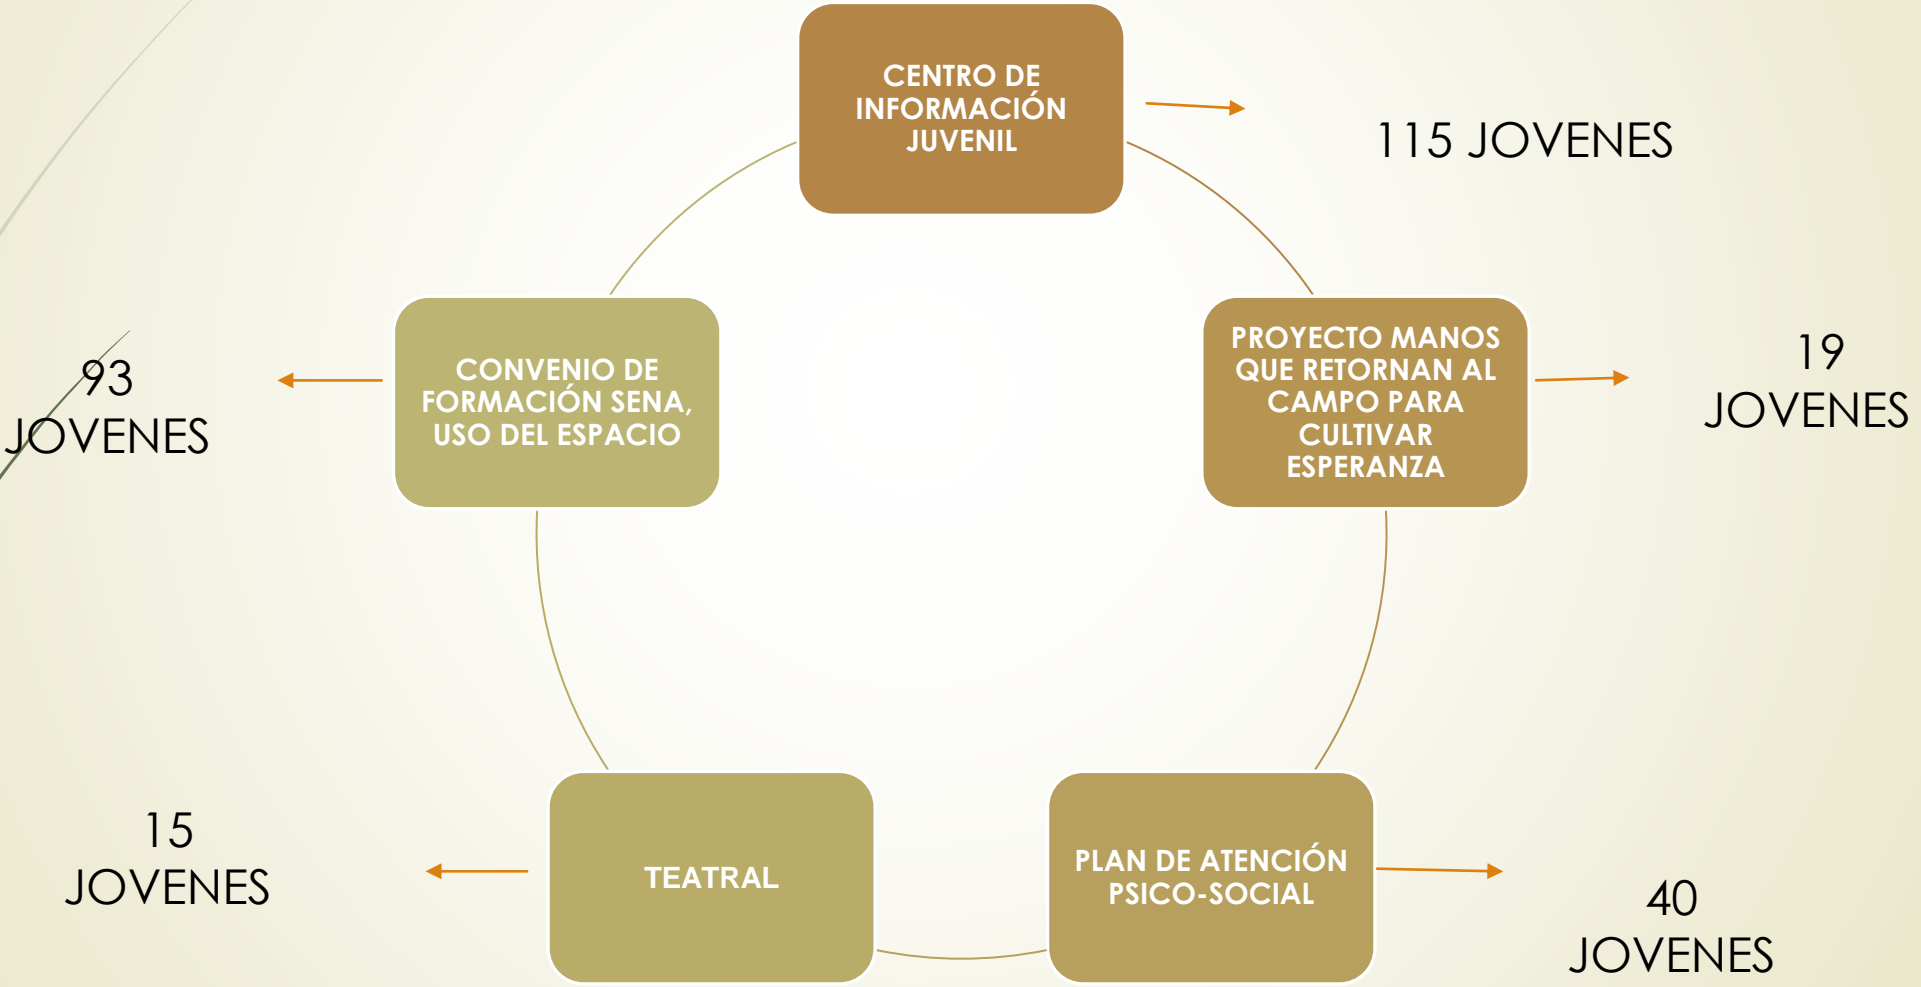 CENTRO DE
INFORMACIÓN
JUVENIL
115 JOVENES
PROYECTO MANOS
QUE RETORNAN AL
CAMPO PARA
CULTIVAR
ESPERANZA
19
JOVENES
PLAN DE ATENCIÓN
PSICO-SOCIAL
40
JOVENES
TEATRAL
15
JOVENES
CONVENIO DE
FORMACIÓN SENA,
USO DEL ESPACIO
93
JOVENES